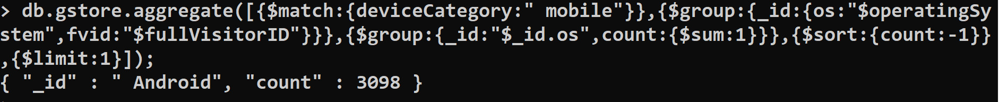 > db.gstore.aggregate([{$match:{deviceCategory:" mobile"}},{$group:{_id:{os:"$operatingSy
stem",fvid:"$fullVisitorID"}}},{$group:{_id:"$_id.os",count:{$sum:1}}},{$sort:{count:-1}}
,{$limit:1}]);
{ "_id" : " Android", "count" : 3098 }